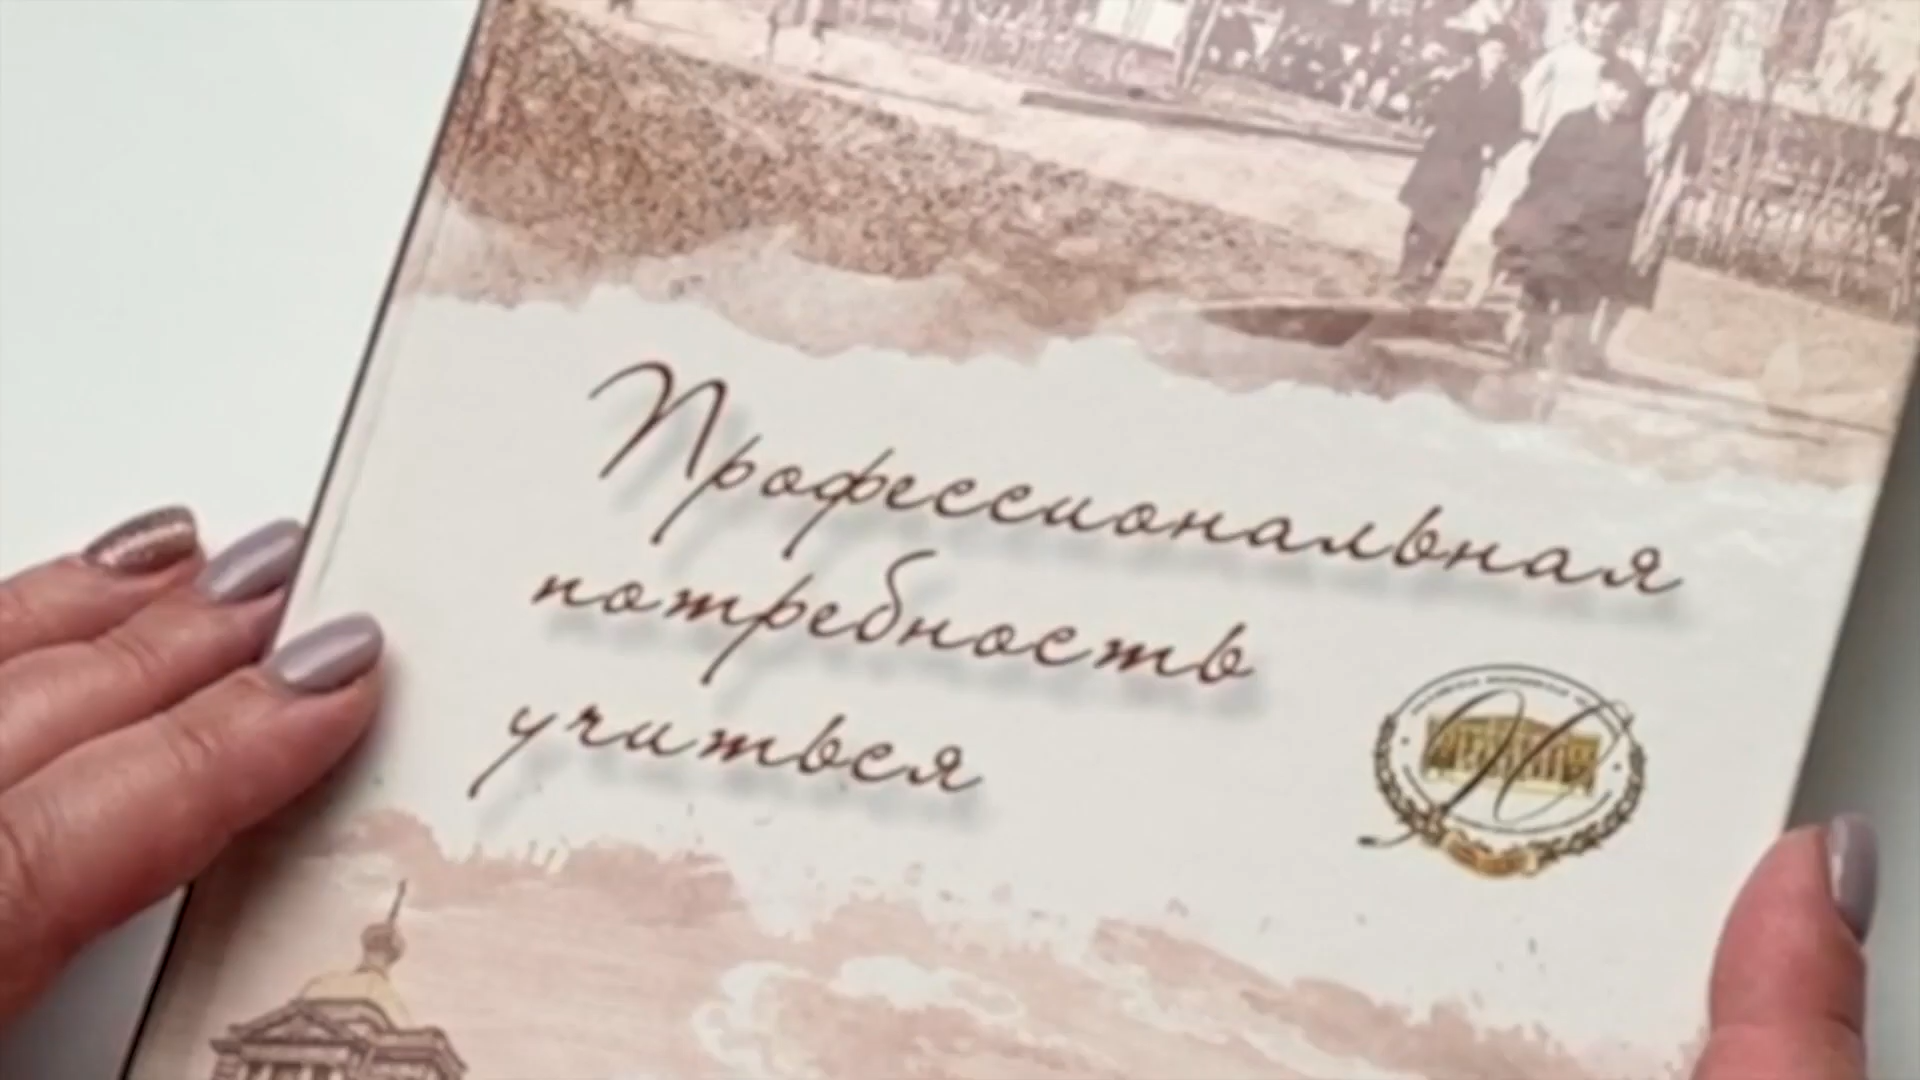 Профессиональная
потребность
учиться